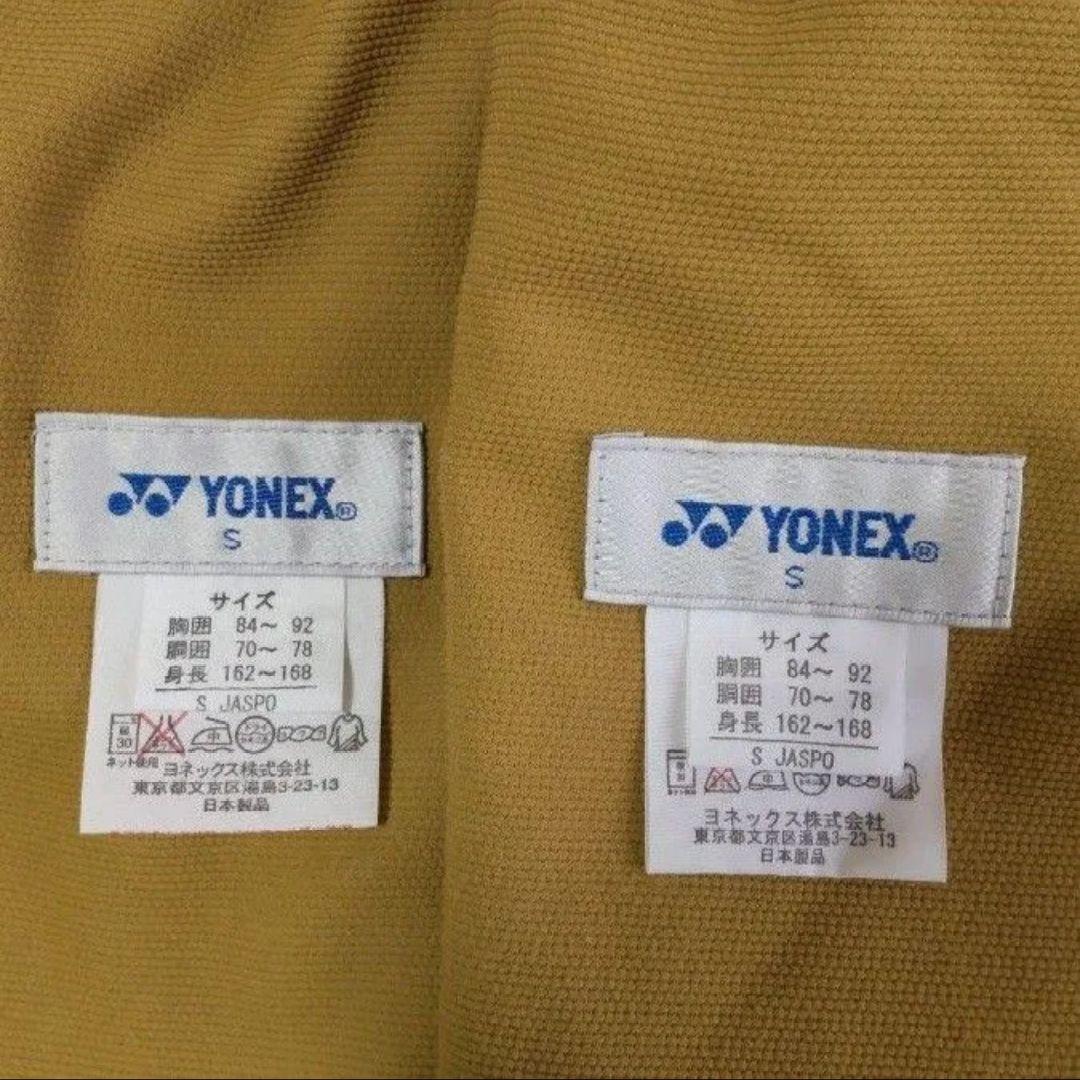 YONEX®
S
サイズ
胸囲 84〜 92
胴囲 70〜 78
身長 162〜168
S JASPO
30
中
ネット使用
ヨネックス株式会社
東京都文京区湯島3-23-13
日本製品
YONEX®
S
サイズ
胸囲 84〜 92
胴囲 70〜 78
身長 162〜168
S JASPO
中
ヨネックス株式会社
東京都文京区湯島3-23-13
日本製品